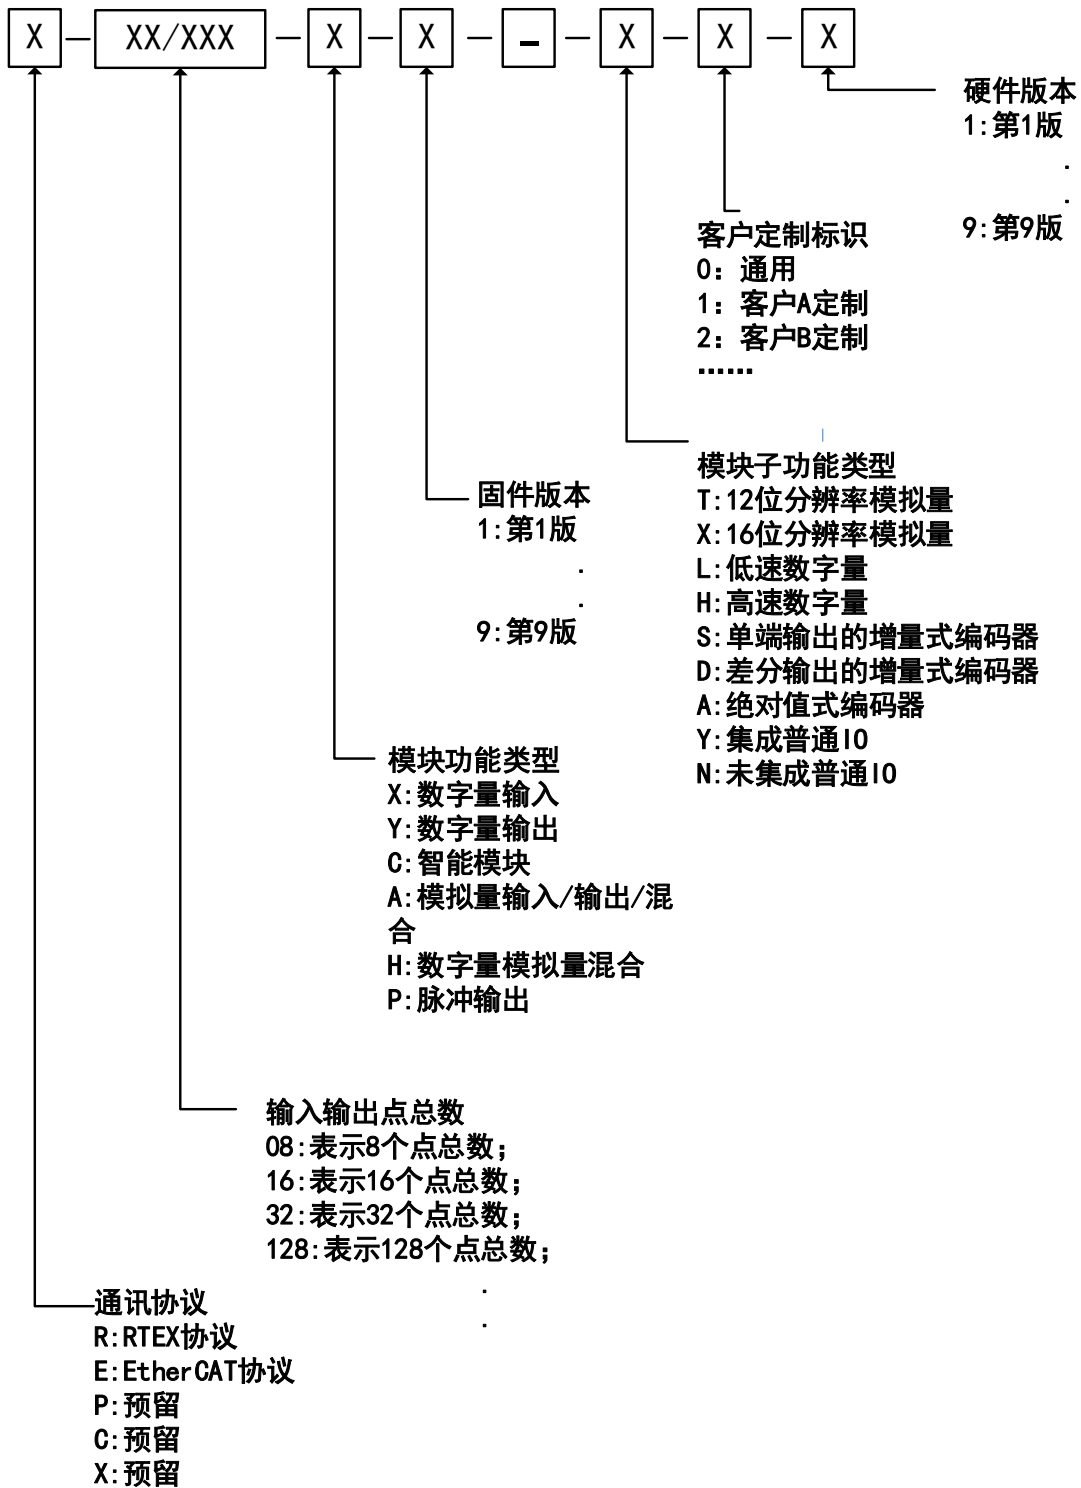 X — XX/XXX — X — X — - — X — X — X
硬件版本
1:第1版
.
.
9:第9版
客户定制标识
0：通用
1：客户A定制
2：客户B定制
……
模块子功能类型
T:12位分辨率模拟量
X:16位分辨率模拟量
L:低速数字量
H:高速数字量
S:单端输出的增量式编码器
D:差分输出的增量式编码器
A:绝对值式编码器
Y:集成普通IO
N:未集成普通IO
固件版本
1:第1版
.
.
9:第9版
模块功能类型
X:数字量输入
Y:数字量输出
C:智能模块
A:模拟量输入/输出/混
合
H:数字量模拟量混合
P:脉冲输出
输入输出点总数
08:表示8个点总数；
16:表示16个点总数；
32:表示32个点总数；
128:表示128个点总数；
.
.
通讯协议
R:RTEX协议
E:EtherCAT协议
P:预留
C:预留
X:预留